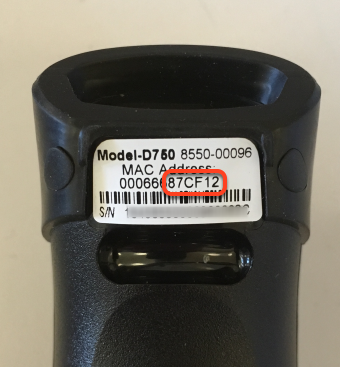 Model-D750 8550-00096
MAC Address:
00066687CF12
S/N